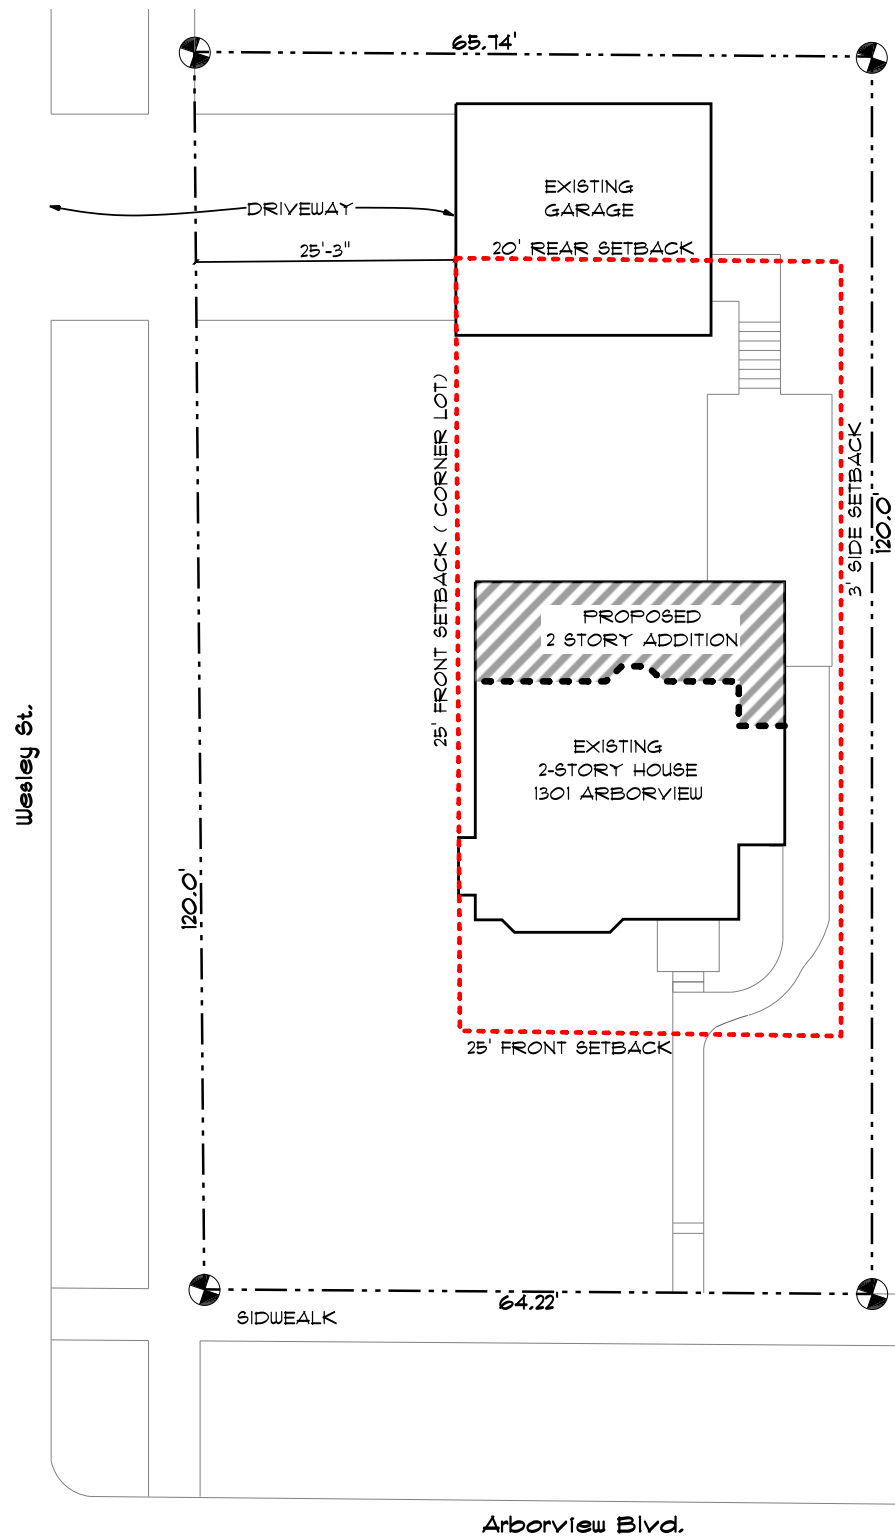 65.74'
EXISTING
GARAGE
DRIVEWAY
25'-3"
20' REAR SETBACK
25' FRONT SETBACK ( CORNER LOT)
3' SIDE SETBACK
120.0'
PROPOSED
2 STORY ADDITION
EXISTING
2-STORY HOUSE
1301 ARBORVIEW
Wesley St.
120.0'
25' FRONT SETBACK
64.22'
SIDWEALK
Arborview Blvd.